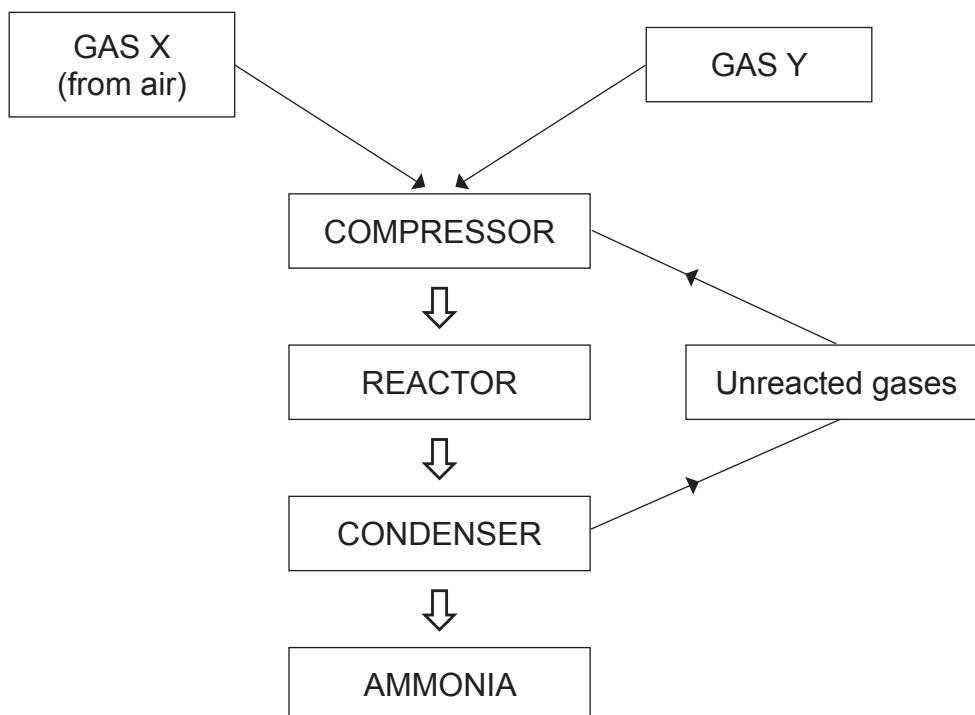 GAS X
(from air)
GAS Y
COMPRESSOR
REACTOR
Unreacted gases
CONDENSER
AMMONIA